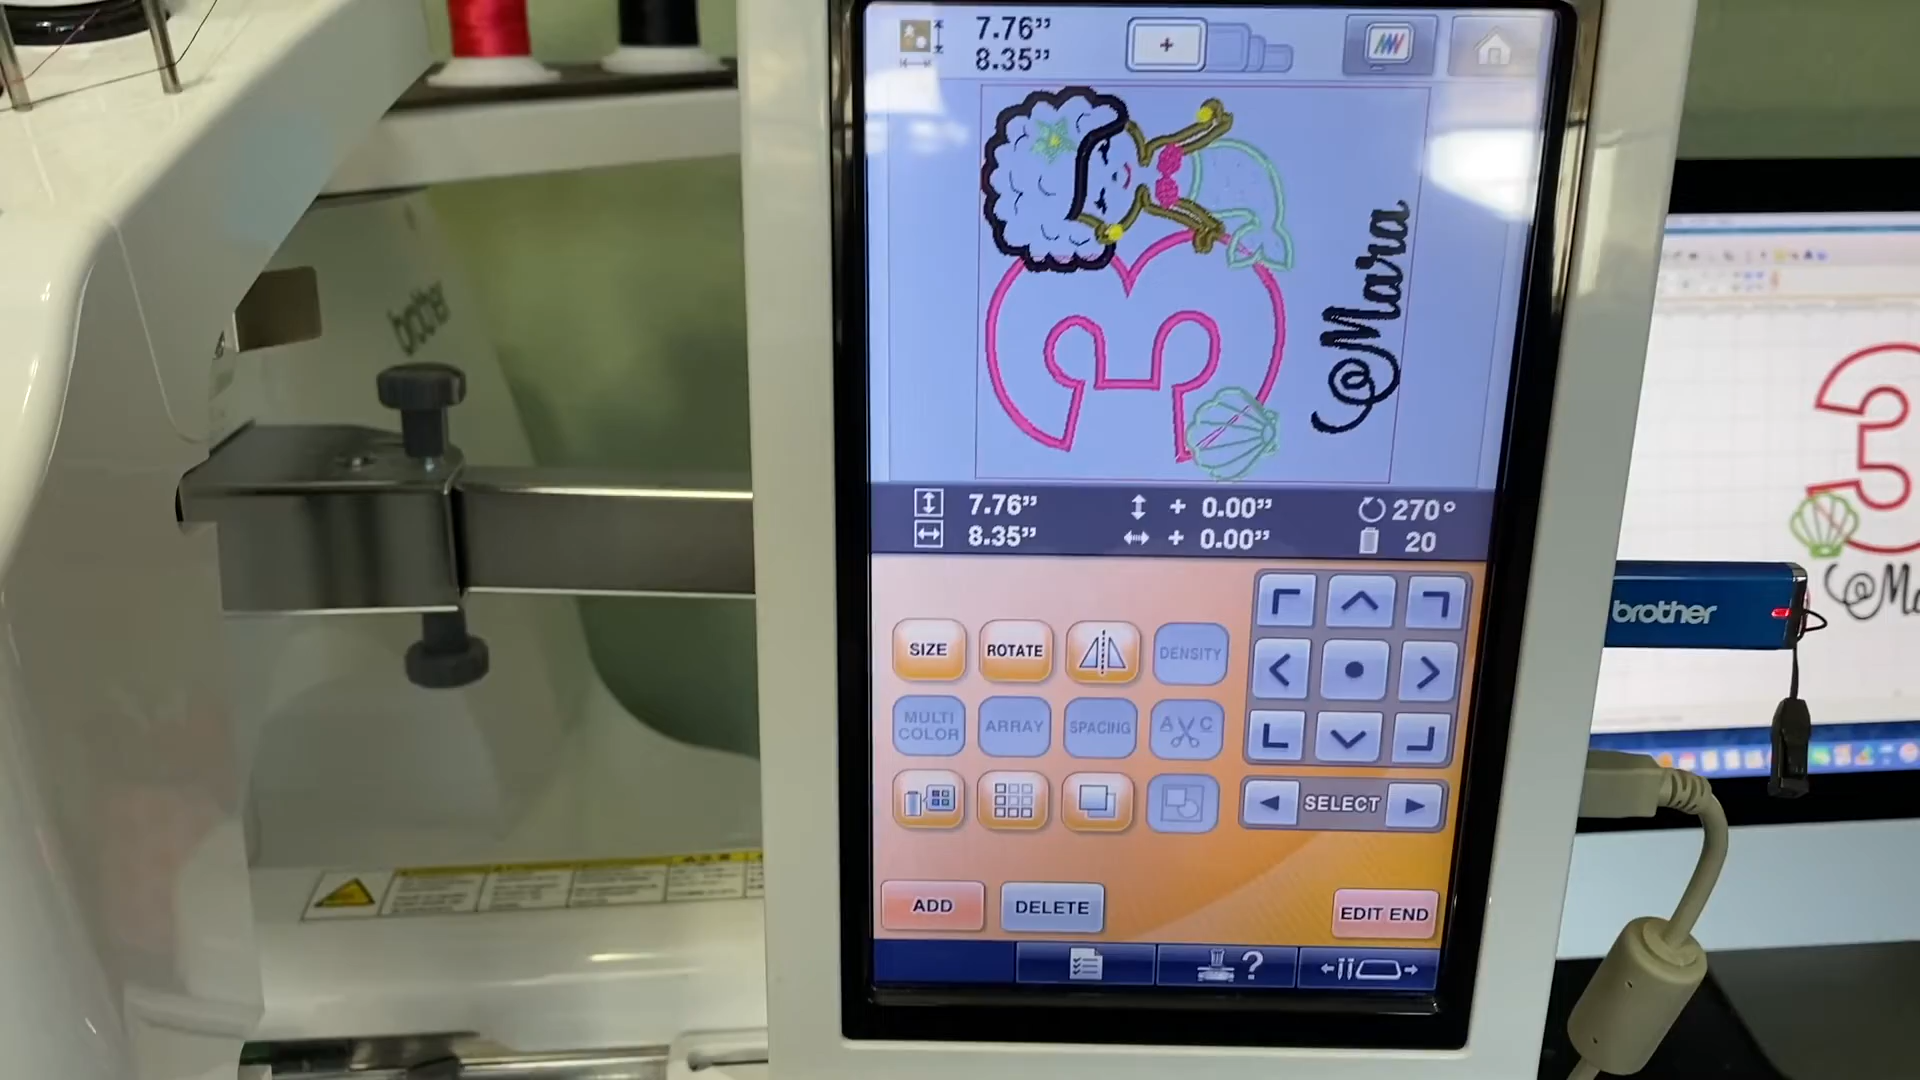 7.76"
8.35"
Mara
7.76"
8.35"
+ 0.00"
+ 0.00"
270°
20
SIZE
ROTATE
DENSITY
MULTI
COLOR
ARRAY
SPACING
A C
SELECT
ADD
DELETE
EDIT END
?
brother
brother
3